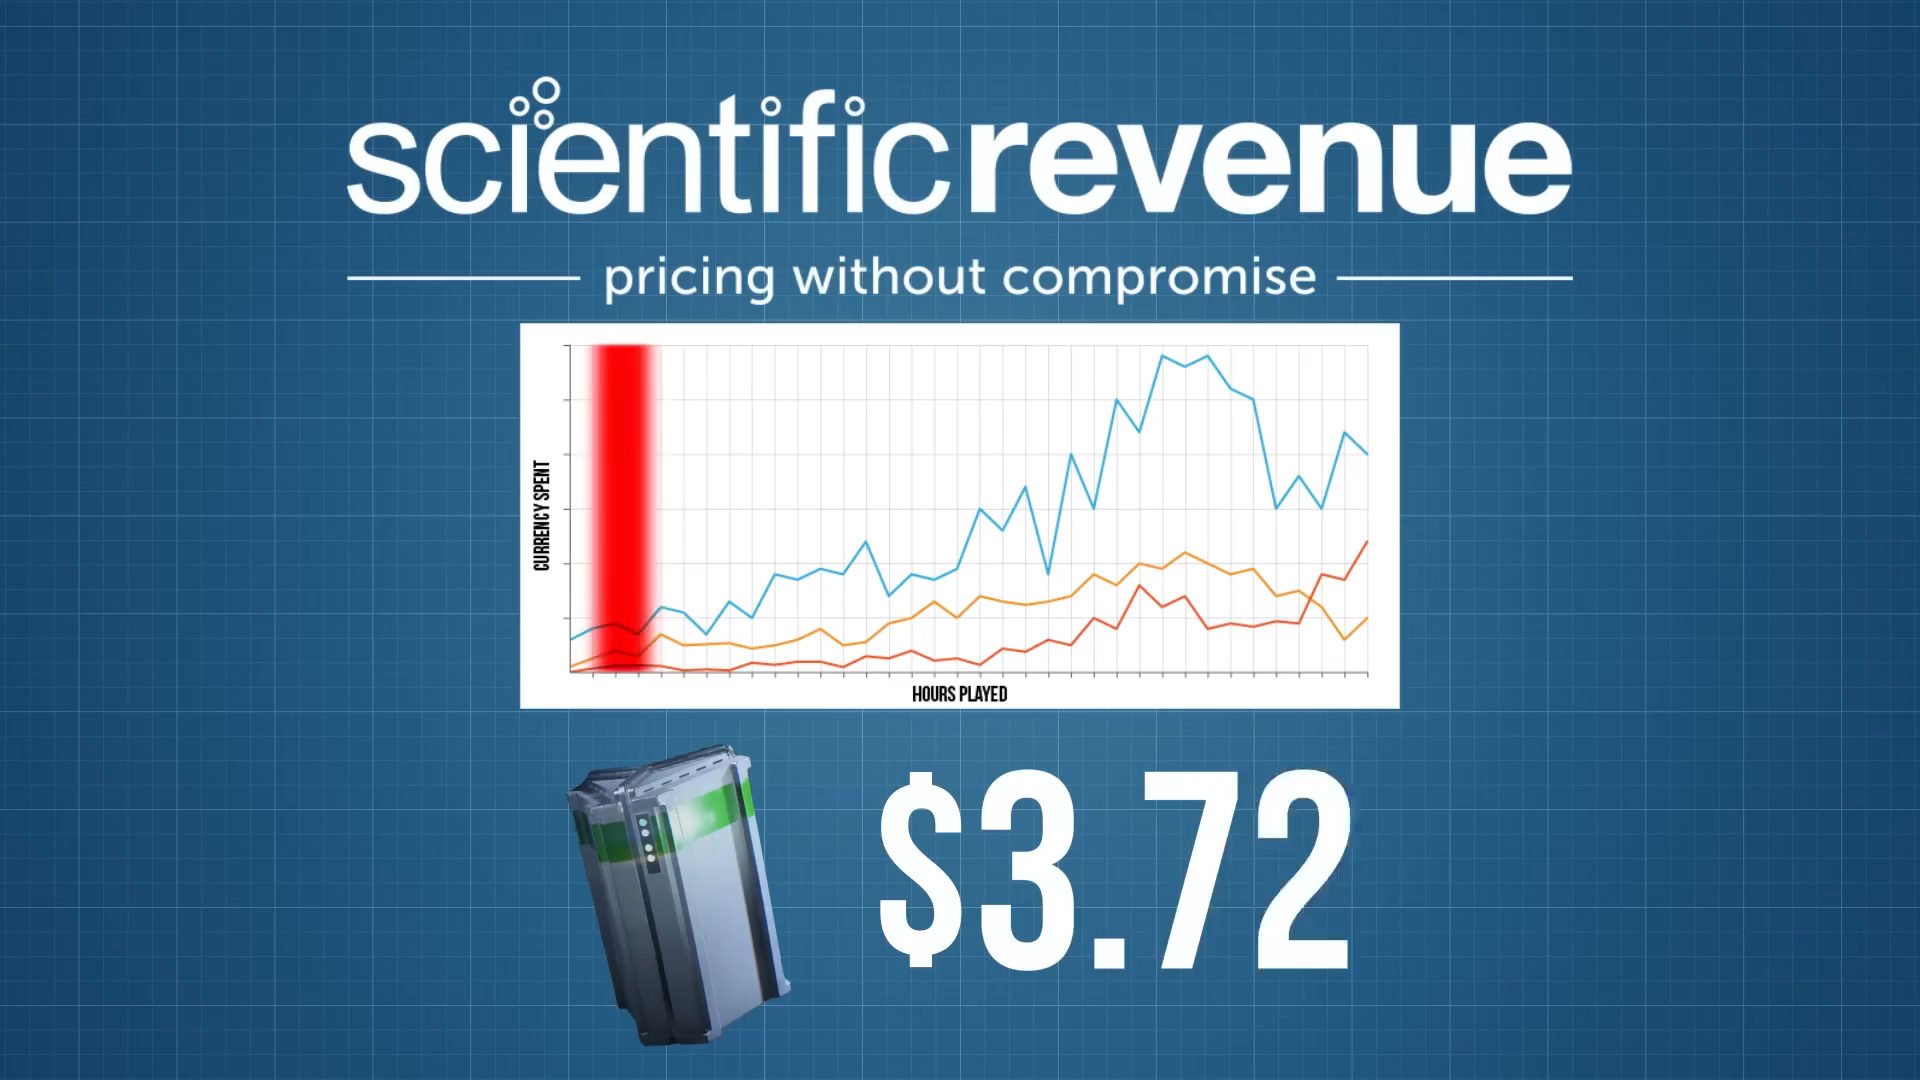 scientificrevenue
pricing without compromise
CURRENCY SPENT
HOURS PLAYED
$3.72